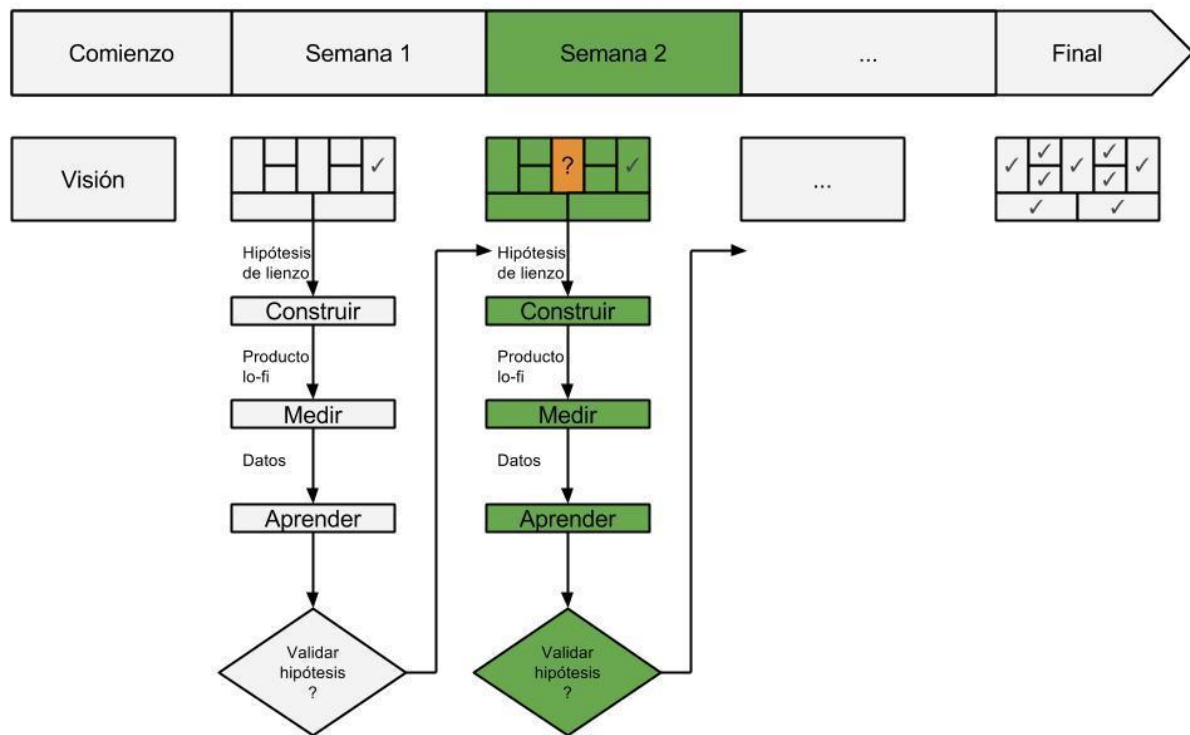 Comienzo
Semana 1
Semana 2
...
Final
Visión
✓
?
✓
...
✓
✓
✓
✓
✓
✓
✓
✓
✓
Hipótesis
de lienzo
Construir
Producto
lo-fi
Medir
Datos
Aprender
Validar
hipótesis
?
Hipótesis
de lienzo
Construir
Producto
lo-fi
Medir
Datos
Aprender
Validar
hipótesis
?